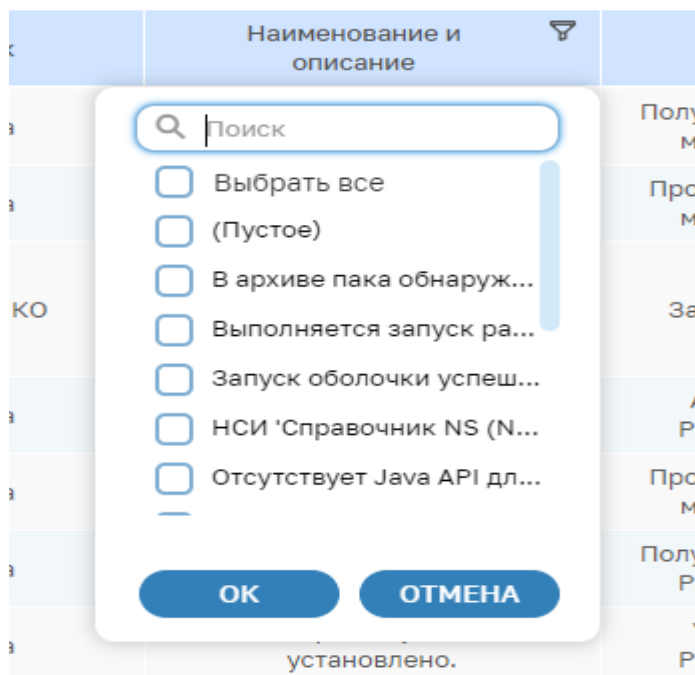 Наименование и
описание
Поиск
Выбрать все
(Пустое)
В архиве пака обнаруж...
Выполняется запуск ра...
Запуск оболочки успеш...
НСИ 'Справочник NS (N...
Отсутствует Java API дл...
КО
ОК
ОТМЕНА
установлено.